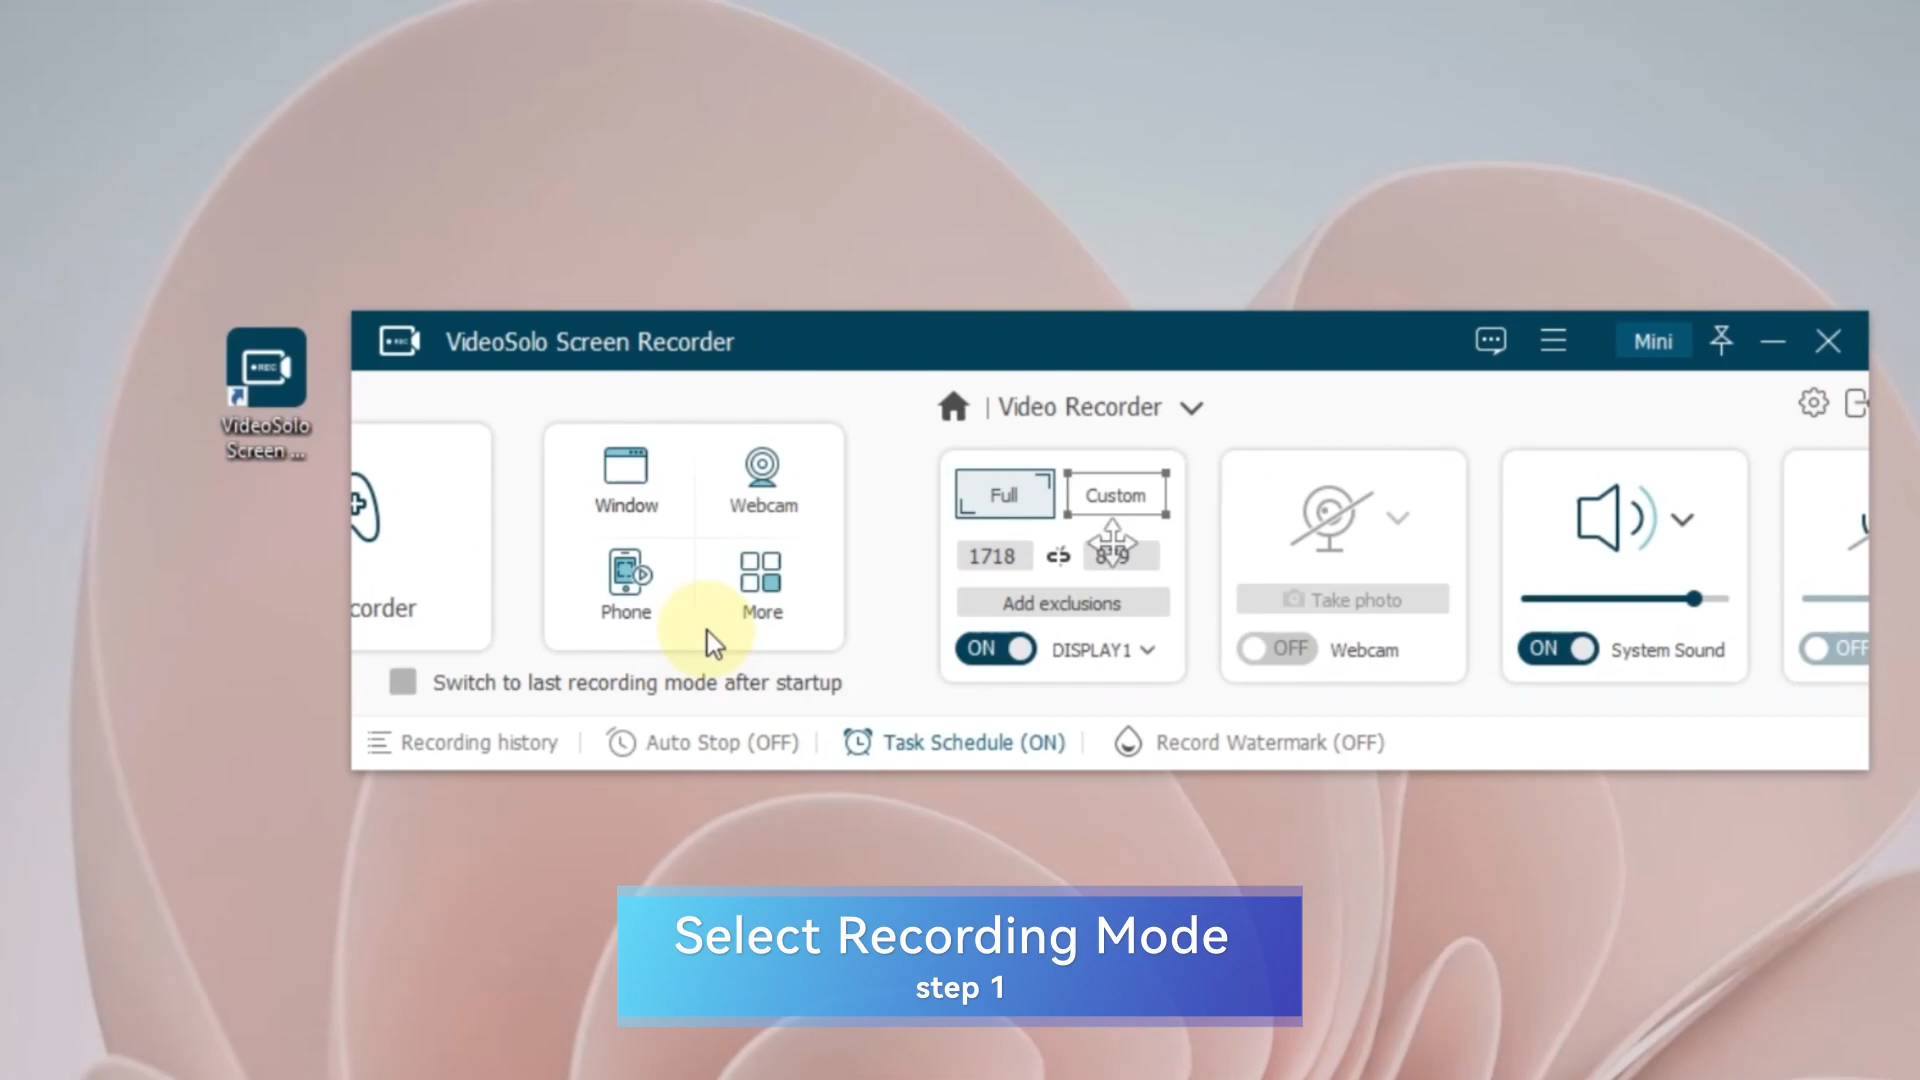 VideoSolo Screen Recorder
Mini
REC
VideoSolo
Screen ...
| Video Recorder
Window
Webcam
Full
Custom
1718
Phone
More
corder
Add exclusions
Take photo
ON
DISPLAY1
OFF
Webcam
ON
System Sound
OFF
Switch to last recording mode after startup
Recording history
Auto Stop (OFF)
Task Schedule (ON)
Record Watermark (OFF)
Select Recording Mode
step 1